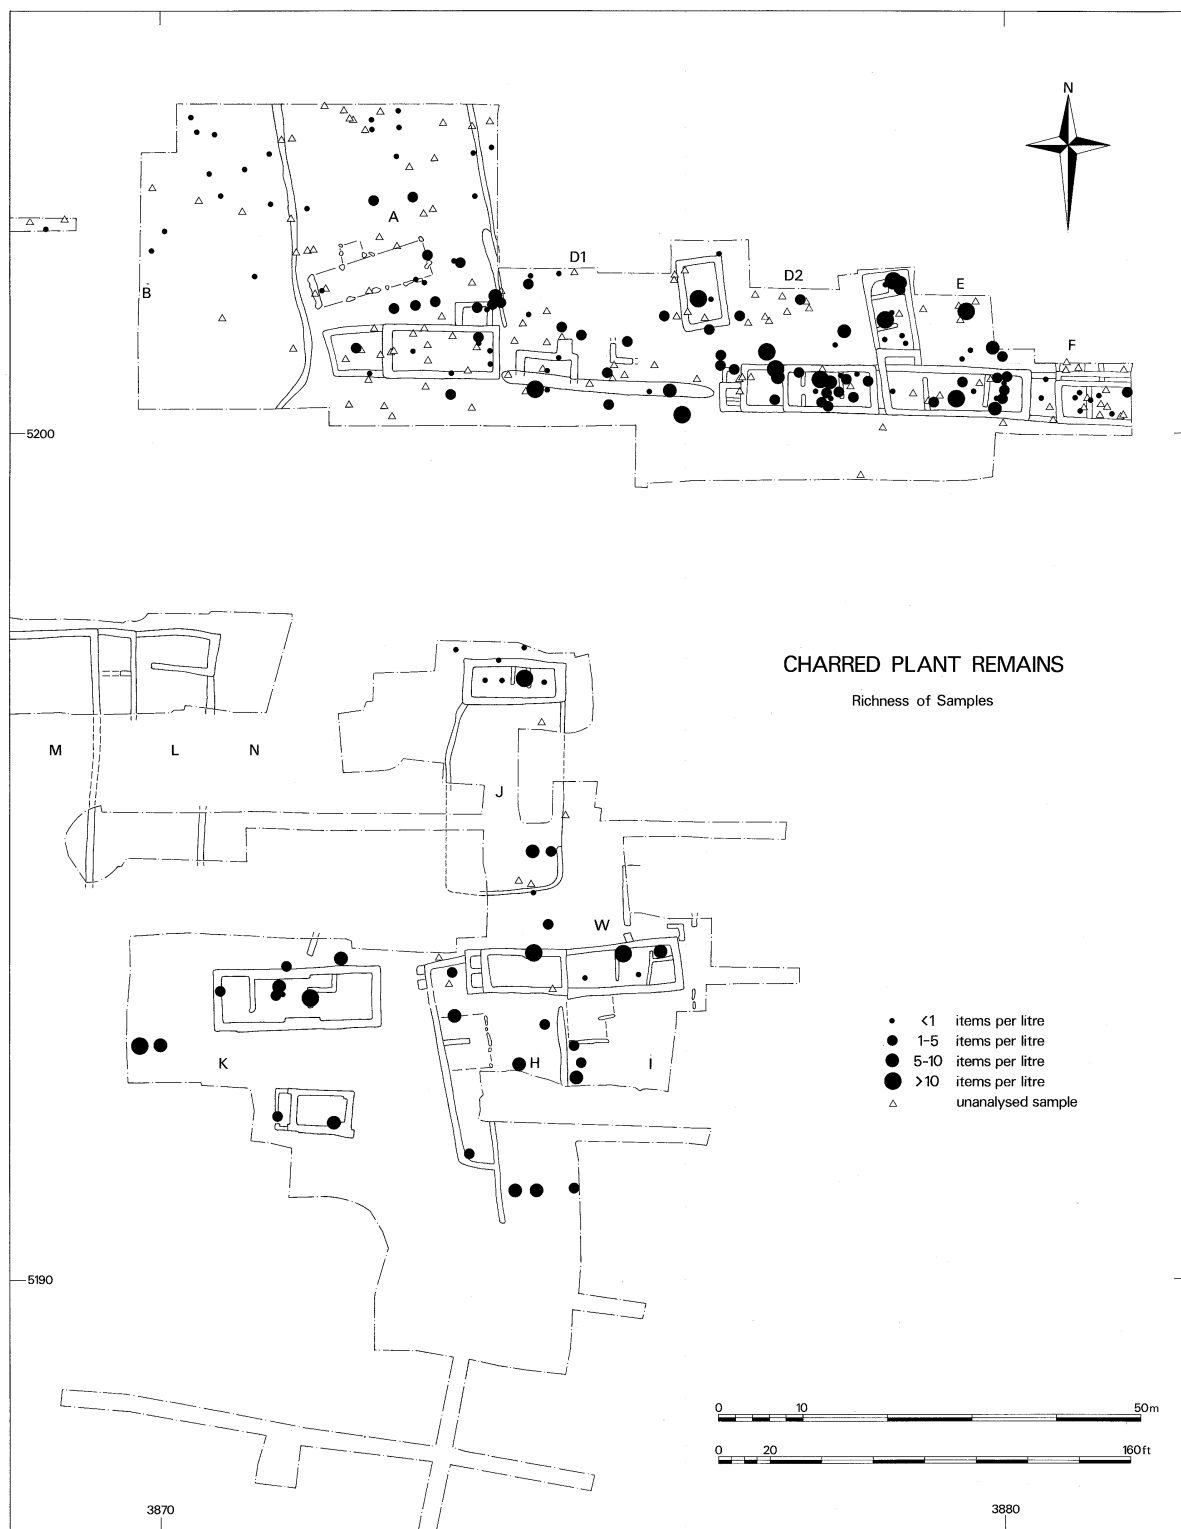 N
A
B
D1
D2
E
F
5200
CHARRED PLANT REMAINS
Richness of Samples
M
L
N
J
W
K
H
I
<1 items per litre
1-5 items per litre
5-10 items per litre
>10 items per litre
unanalysed sample
5190
0 10 50m
0 20 160ft
3870
3880